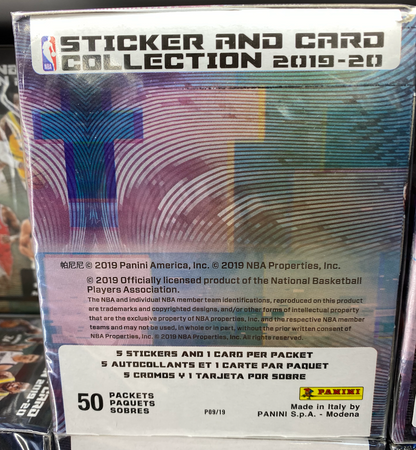 STICKER AND CARD
COLLECTION 2019-20
帕尼尼 © 2019 Panini America, Inc. © 2019 NBA Properties, Inc.
© 2019 Officially licensed product of the National Basketball
Players Association.
The NBA and individual NBA member team identifications, reproduced on this product
are trademarks and copyrighted designs, and/or other forms of intellectual property
that are the exclusive property of NBA properties, Inc. and the respective NBA member
teams and may not be used, in whole or in part, without the prior written consent of
NBA Properties, Inc. © 2019 NBA Properties, Inc. All rights reserved.
5 STICKERS AND 1 CARD PER PACKET
5 AUTOCOLLANTS ET 1 CARTE PAR PAQUET
5 CROMOS Y 1 TARJETA POR SOBRE
50 PACKETS
PAQUETS
SOBRES
P09/19
PANINI
Made in Italy by
PANINI S.p.A. - Modena